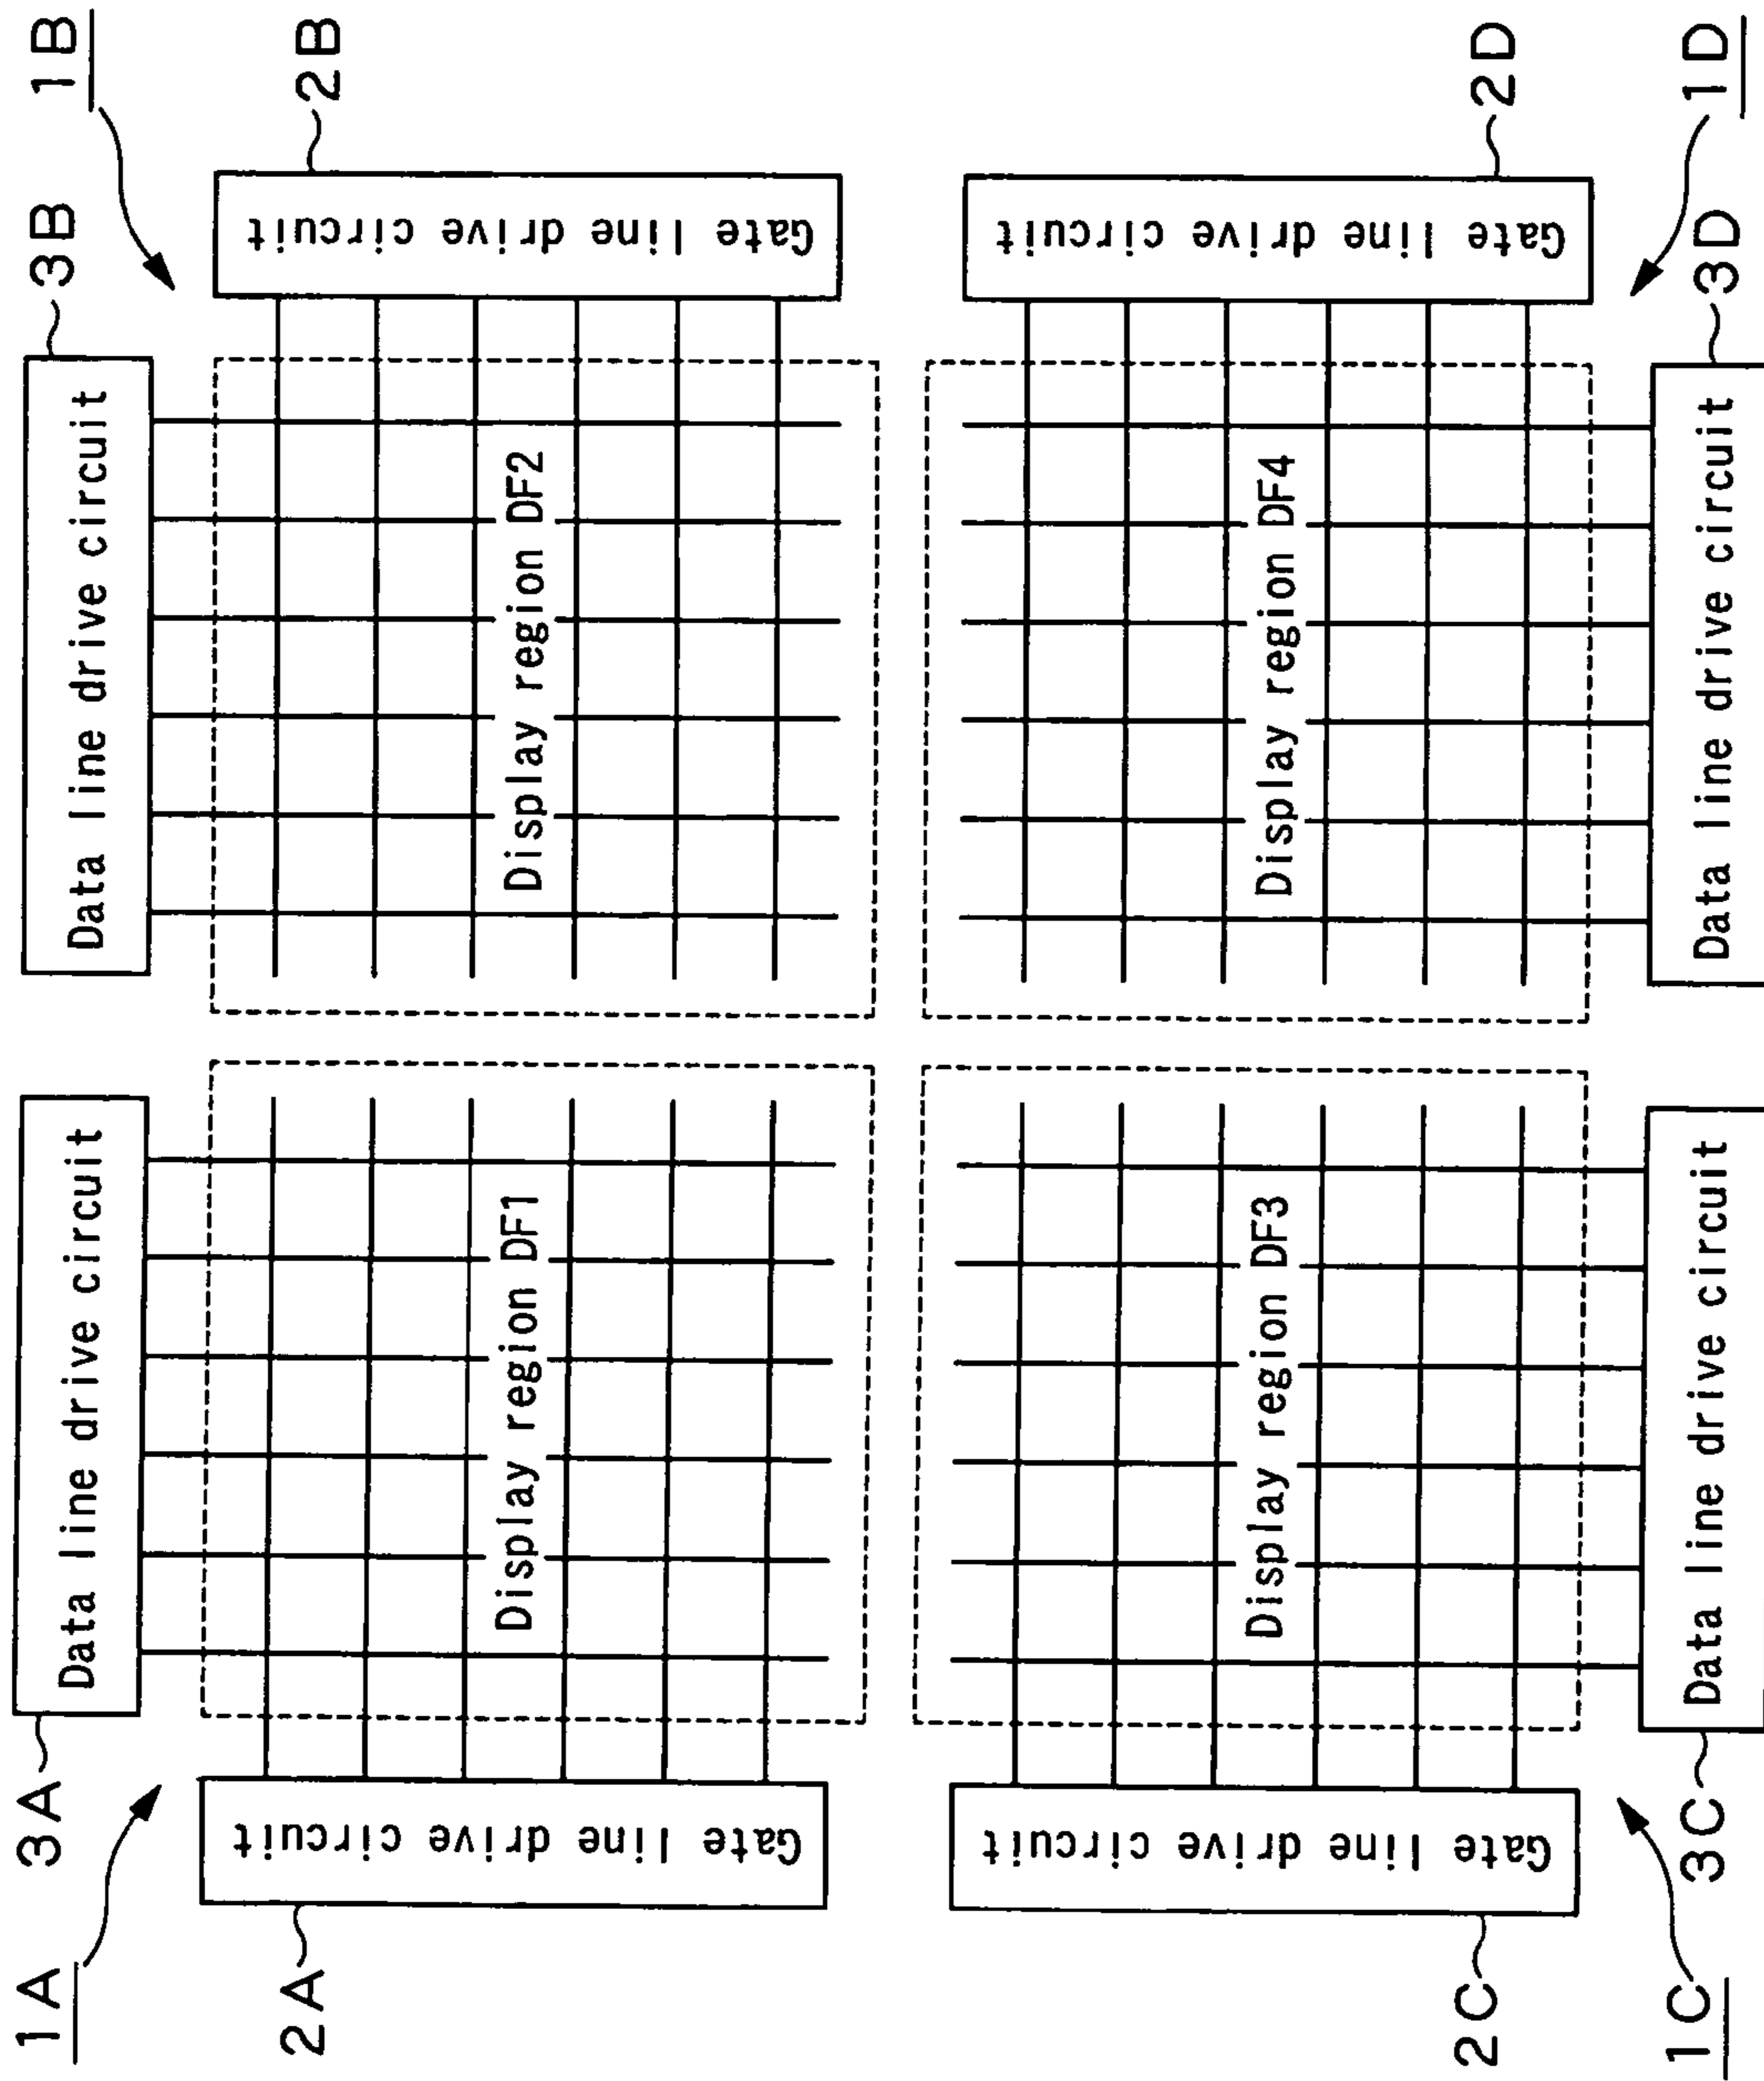 1A
3A
Data line drive circuit
2A
Gate line drive circuit
Display region DF1
3B
1B
Data line drive circuit
2B
Gate line drive circuit
Display region DF2
2C
Gate line drive circuit
Display region DF3
1C
3C
Data line drive circuit
2D
Gate line drive circuit
Display region DF4
3D
1D
Data line drive circuit